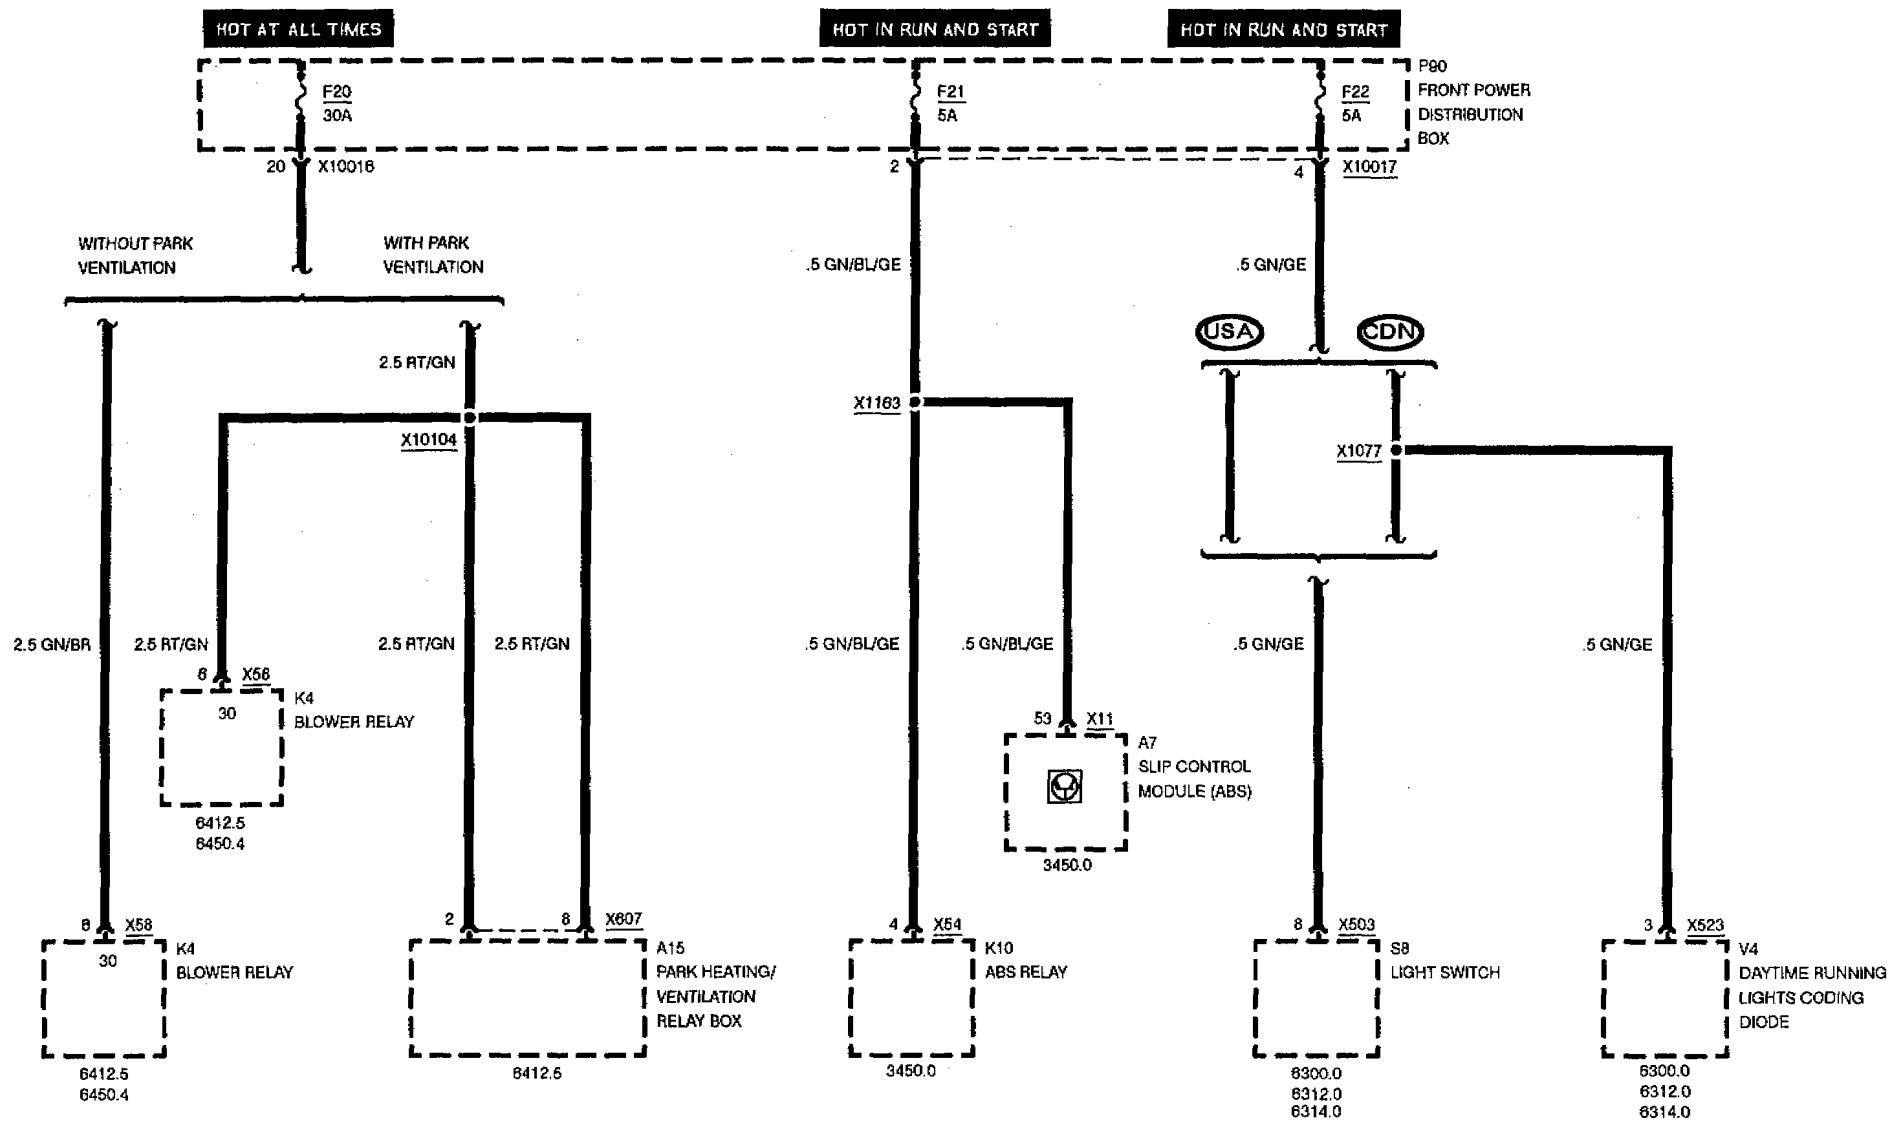 HOT AT ALL TIMES
HOT IN RUN AND START
HOT IN RUN AND START
F20
30A
F21
5A
F22
5A
P90
FRONT POWER
DISTRIBUTION
BOX
20
X10016
2
4
X10017
WITHOUT PARK
VENTILATION
WITH PARK
VENTILATION
.5 GN/BL/GE
.5 GN/GE
USA
CDN
2.5 RT/GN
X10104
X1163
X1077
2.5 GN/BR
2.5 RT/GN
2.5 RT/GN
2.5 RT/GN
.5 GN/BL/GE
.5 GN/BL/GE
.5 GN/GE
.5 GN/GE
6
X58
30
K4
BLOWER RELAY
6412.5
6450.4
53
X11
A7
SLIP CONTROL
MODULE (ABS)
3450.0
6
X58
30
K4
BLOWER RELAY
6412.5
6450.4
2
8
X607
A15
PARK HEATING/
VENTILATION
RELAY BOX
6412.5
4
X54
K10
ABS RELAY
3450.0
8
X503
S8
LIGHT SWITCH
6300.0
6312.0
6314.0
3
X523
V4
DAYTIME RUNNING
LIGHTS CODING
DIODE
6300.0
6312.0
6314.0